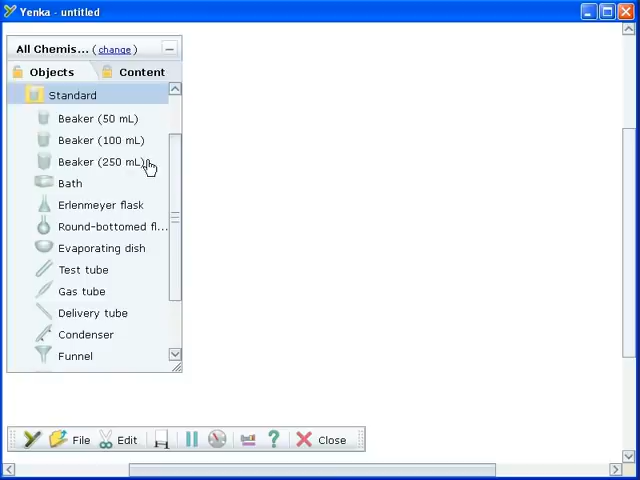 Yenka - untitled
All Chemis... (change)
Objects Content
Standard
Beaker (50 mL)
Beaker (100 mL)
Beaker (250 mL)
Bath
Erlenmeyer flask
Round-bottomed fl...
Evaporating dish
Test tube
Gas tube
Delivery tube
Condenser
Funnel
File Edit ? Close